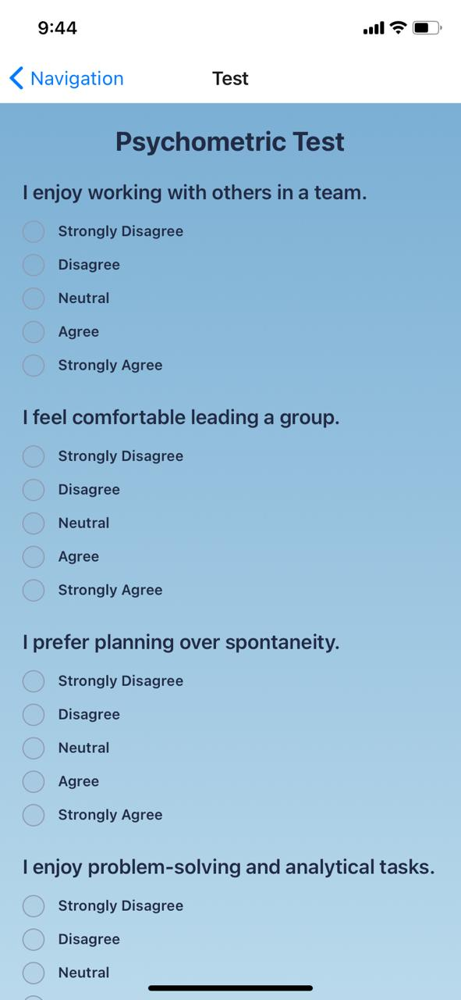 9:44
Navigation
Test
Psychometric Test
I enjoy working with others in a team.
Strongly Disagree
Disagree
Neutral
Agree
Strongly Agree
I feel comfortable leading a group.
Strongly Disagree
Disagree
Neutral
Agree
Strongly Agree
I prefer planning over spontaneity.
Strongly Disagree
Disagree
Neutral
Agree
Strongly Agree
I enjoy problem-solving and analytical tasks.
Strongly Disagree
Disagree
Neutral